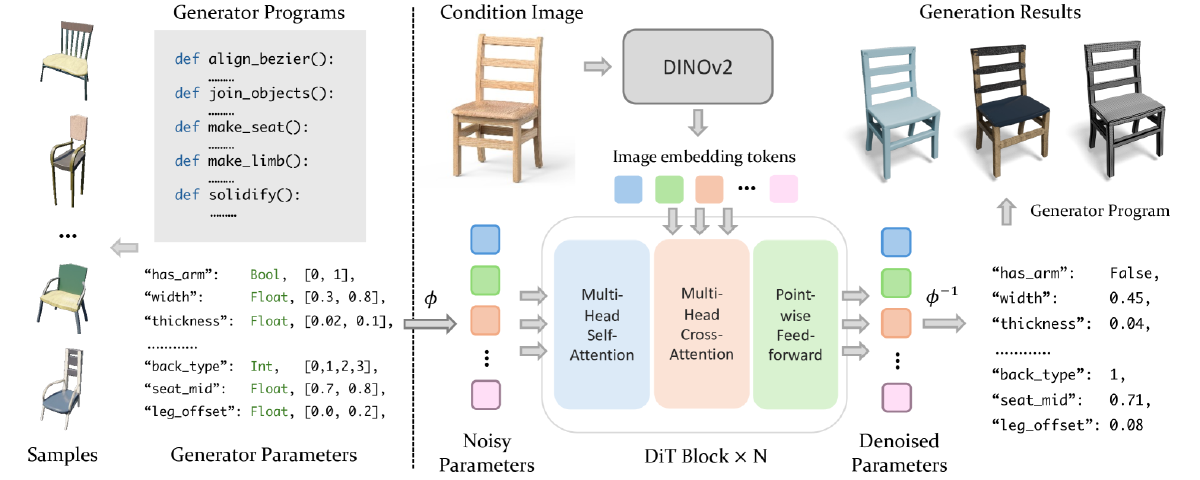 Generator Programs
def align_bezier():
………
def join_objects():
………
def make_seat():
………
def make_limb():
………
def solidify():
………
...
“has_arm”: Bool, [0, 1],
“width”: Float, [0.3, 0.8],
“thickness”: Float, [0.02, 0.1],
…………
“back_type”: Int, [0,1,2,3],
“seat_mid”: Float, [0.7, 0.8],
“leg_offset”: Float, [0.0, 0.2],
Samples
Generator Parameters
Condition Image
DINOv2
Image embedding tokens
...
ϕ
Noisy
Parameters
Multi-
Head
Self-
Attention
Multi-
Head
Cross-
Attention
Point-
wise
Feed-
forward
DiT Block × N
Denoised
Parameters
ϕ⁻¹
Generation Results
Generator Program
“has_arm”: False,
“width”: 0.45,
“thickness”: 0.04,
…………
“back_type”: 1,
“seat_mid”: 0.71,
“leg_offset”: 0.08